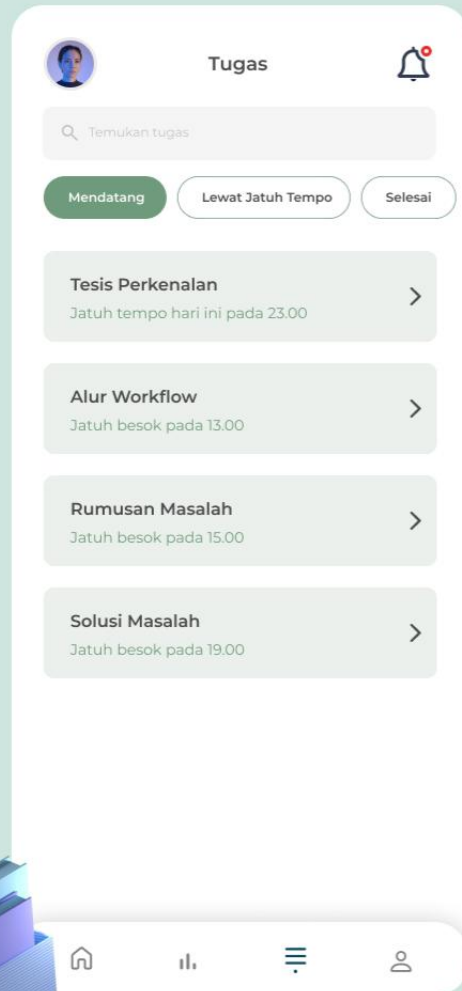 Tugas
Temukan tugas
Mendatang
Lewat Jatuh Tempo
Selesai
Tesis Perkenalan
Jatuh tempo hari ini pada 23.00
Alur Workflow
Jatuh besok pada 13.00
Rumusan Masalah
Jatuh besok pada 15.00
Solusi Masalah
Jatuh besok pada 19.00